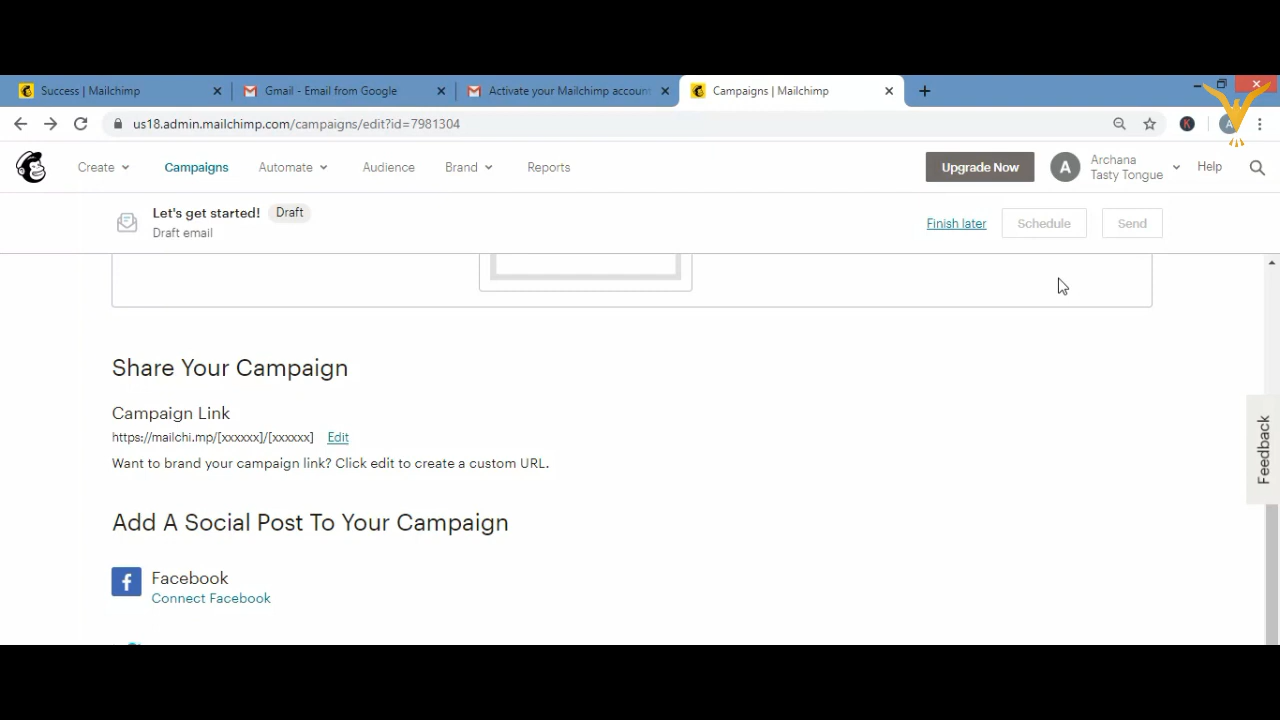 Success | Mailchimp
Gmail - Email from Google
Activate your Mailchimp accoun
Campaigns | Mailchimp
us18.admin.mailchimp.com/campaigns/edit?id=7981304
K
A
Create
Campaigns
Automate
Audience
Brand
Reports
Upgrade Now
A
Archana
Tasty Tongue
Help
Let's get started!
Draft
Draft email
Finish later
Schedule
Send
Share Your Campaign
Campaign Link
https://mailchi.mp/[xxxxxx]/[xxxxxx]
Edit
Want to brand your campaign link? Click edit to create a custom URL.
Feedback
Add A Social Post To Your Campaign
f
Facebook
Connect Facebook